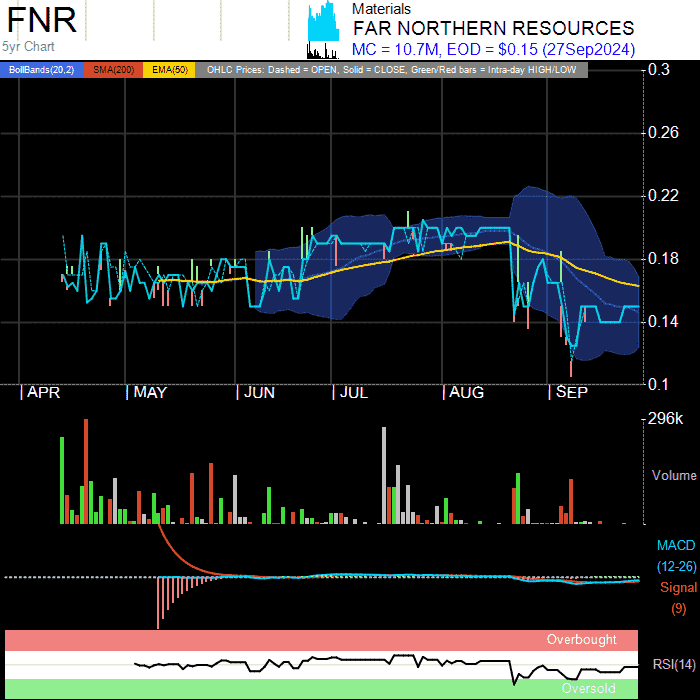 FNR
5yr Chart
Materials
FAR NORTHERN RESOURCES
MC = 10.7M, EOD = $0.15 (27Sep2024)
BollBands(20,2) SMA(200) EMA(50) OHLC Prices: Dashed = OPEN, Solid = CLOSE, Green/Red bars = Intra-day HIGH/LOW
0.3
0.26
0.22
0.18
0.14
0.1
APR MAY JUN JUL AUG SEP
296k
Volume
MACD
(12-26)
Signal
(9)
Overbought
RSI(14)
Oversold